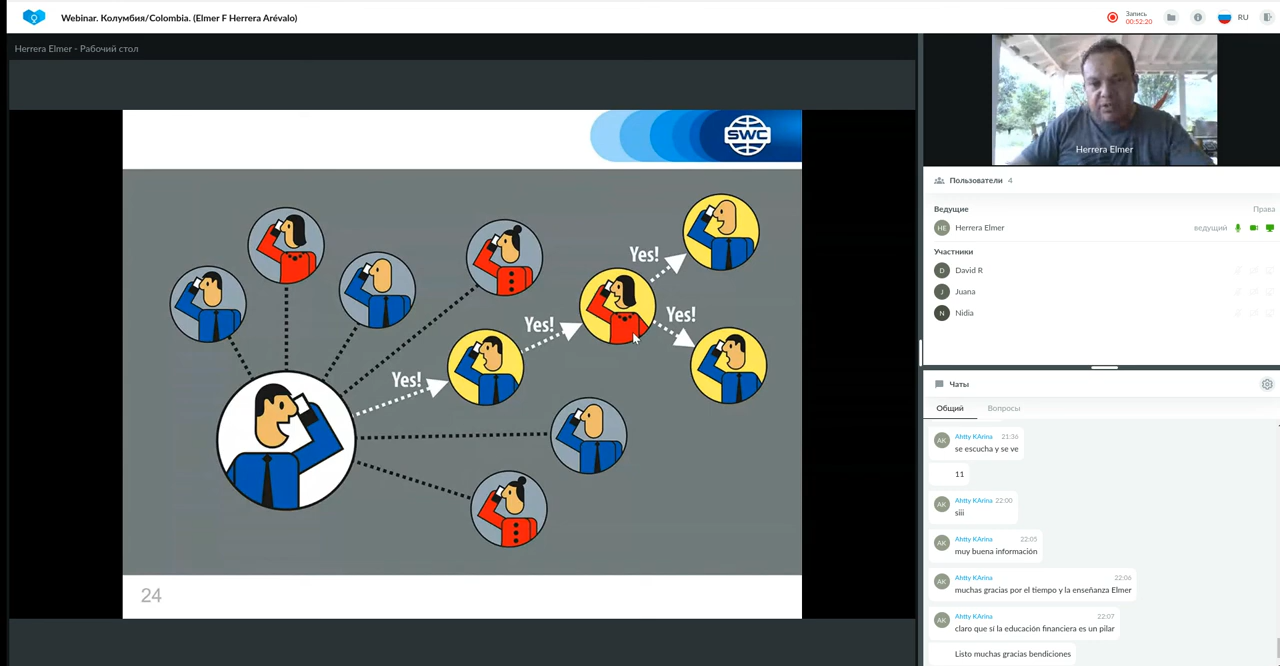 Webinar. Колумбия/Colombia. (Elmer F Herrera Arévalo)
Запись
00:52:20
RU
Herrera Elmer - Рабочий стол
SWC
Yes!
Yes!
Yes!
Yes!
24
Herrera Elmer
Пользователи 4
Ведущие
Права
HE
Herrera Elmer
ведущий
Участники
D
David R
J
Juana
N
Nidia
Чаты
Общий
Вопросы
AK
Ahtty KArina 21:36
se escucha y se ve
11
AK
Ahtty KArina 22:00
siii
AK
Ahtty KArina 22:05
muy buena información
AK
Ahtty KArina 22:06
muchas gracias por el tiempo y la enseñanza Elmer
AK
Ahtty KArina 22:07
claro que sí la educación financiera es un pilar
Listo muchas gracias bendiciones